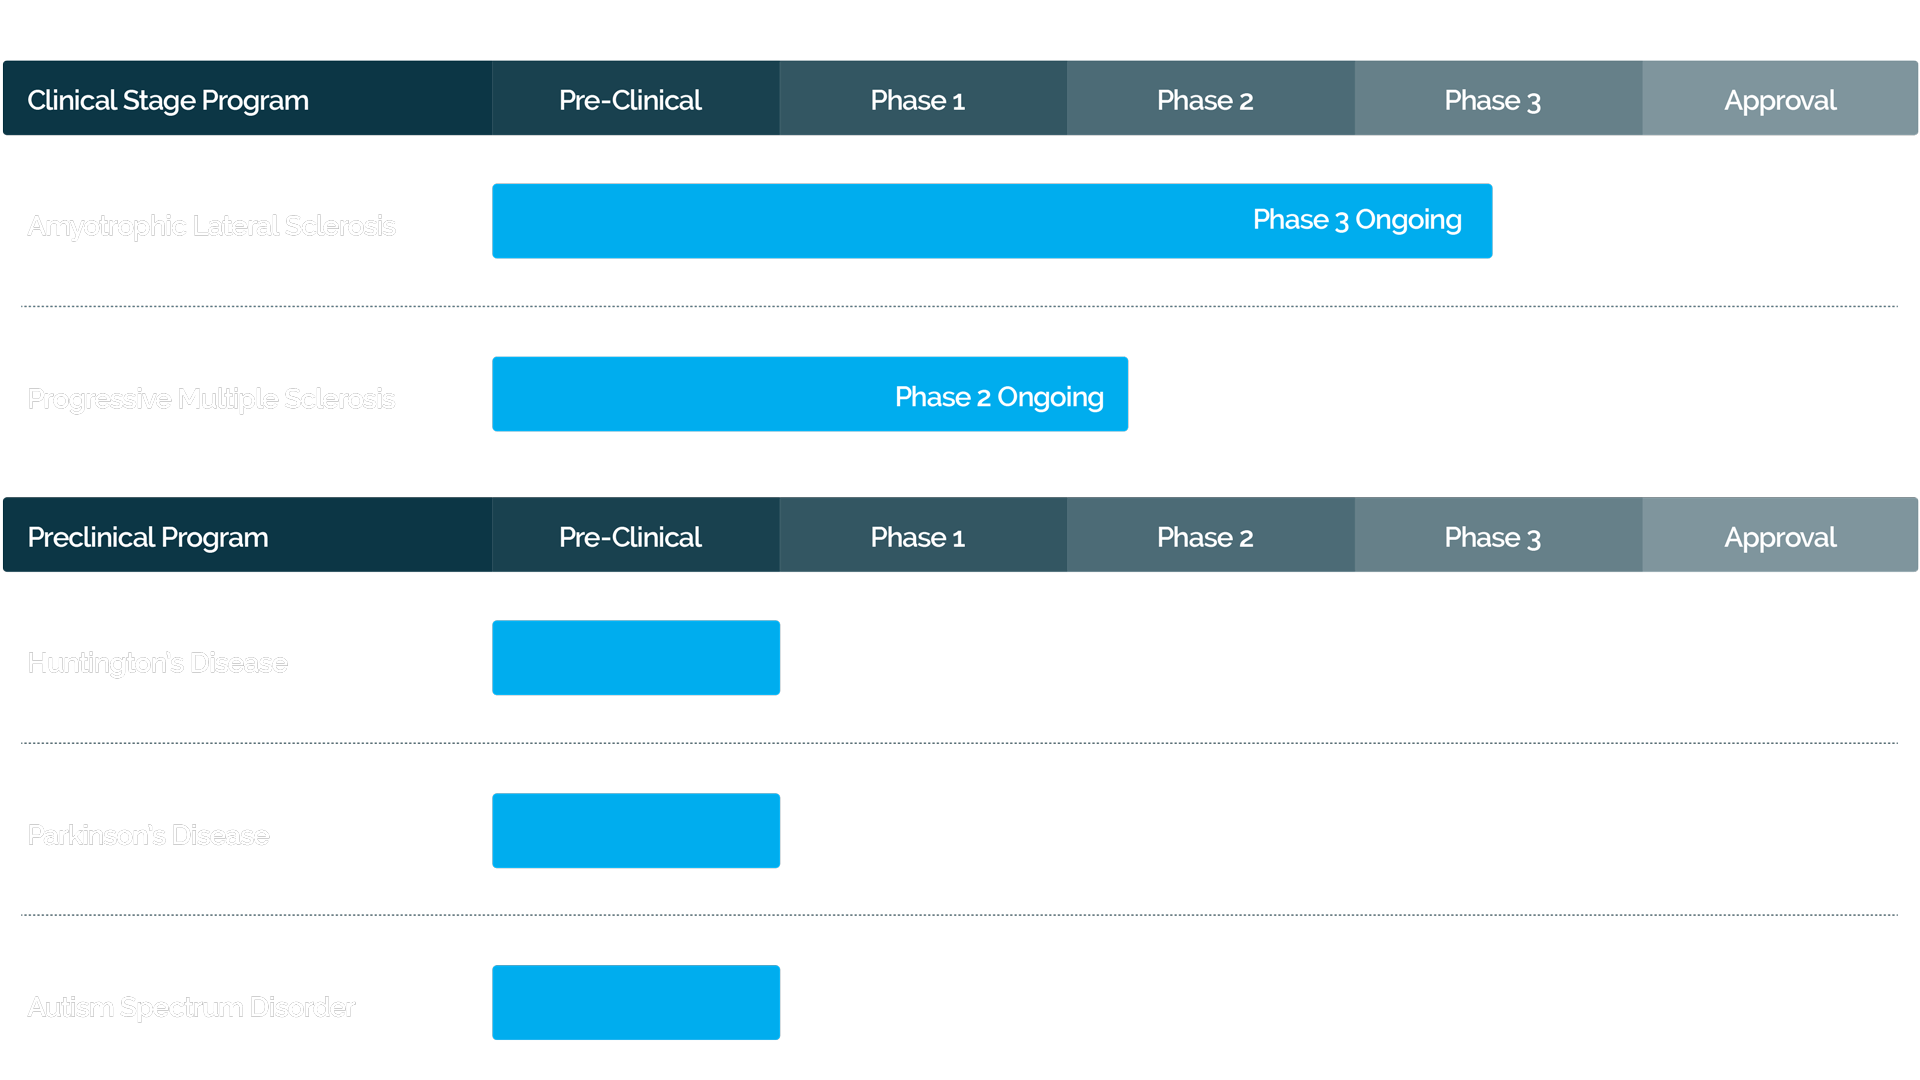 Clinical Stage Program Pre-Clinical Phase 1 Phase 2 Phase 3 Approval
Amyotrophic Lateral Sclerosis Phase 3 Ongoing
Progressive Multiple Sclerosis Phase 2 Ongoing
Preclinical Program Pre-Clinical Phase 1 Phase 2 Phase 3 Approval
Huntington's Disease
Parkinson's Disease
Autism Spectrum Disorder